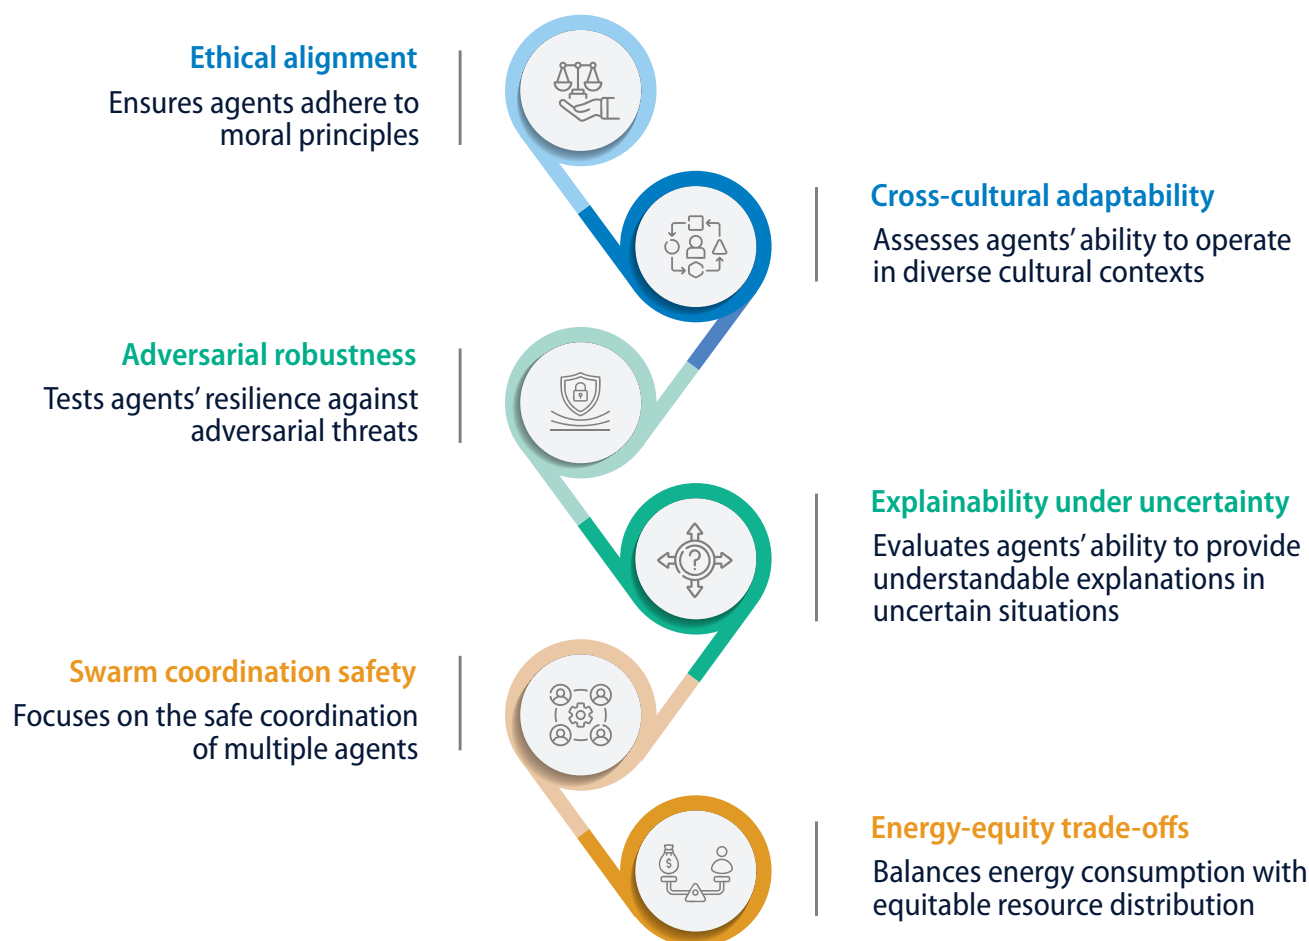 Ethical alignment
Ensures agents adhere to
moral principles
Cross-cultural adaptability
Assesses agents’ ability to operate
in diverse cultural contexts
Adversarial robustness
Tests agents’ resilience against
adversarial threats
Explainability under uncertainty
Evaluates agents’ ability to provide
understandable explanations in
uncertain situations
?
Swarm coordination safety
Focuses on the safe coordination
of multiple agents
Energy-equity trade-offs
Balances energy consumption with
equitable resource distribution
$